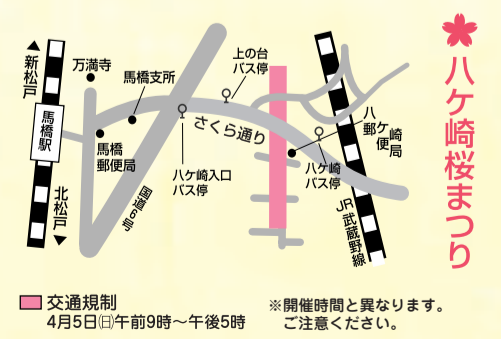 八ケ崎桜まつり
新松戸
万満寺
馬橋支所
上の台
バス停
馬橋駅
さくら通り
八ケ崎
郵便局
馬橋
郵便局
八ケ崎入口
バス停
八ケ崎
バス停
北松戸
国道6号
JR武蔵野線
交通規制
4月5日㈰午前9時～午後5時
※開催時間と異なります。
ご注意ください。